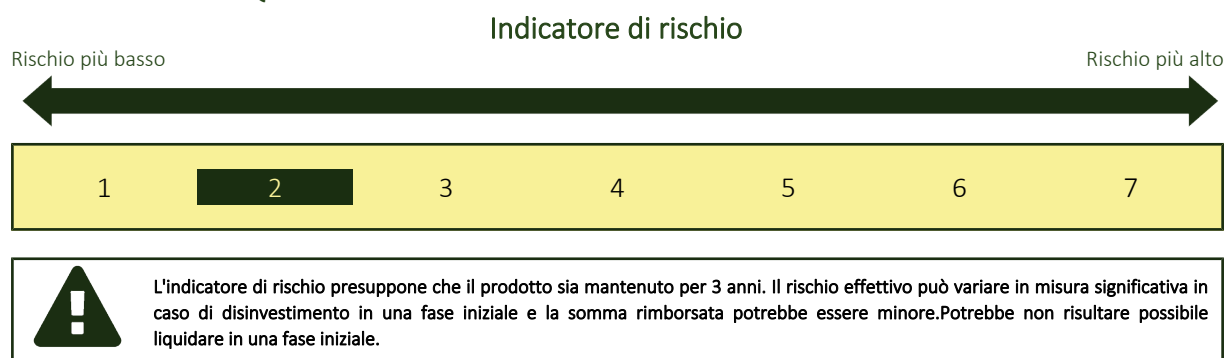 Indicatore di rischio
Rischio più basso
Rischio più alto
1 2 3 4 5 6 7
L'indicatore di rischio presuppone che il prodotto sia mantenuto per 3 anni. Il rischio effettivo può variare in misura significativa in
caso di disinvestimento in una fase iniziale e la somma rimborsata potrebbe essere minore.Potrebbe non risultare possibile
liquidare in una fase iniziale.